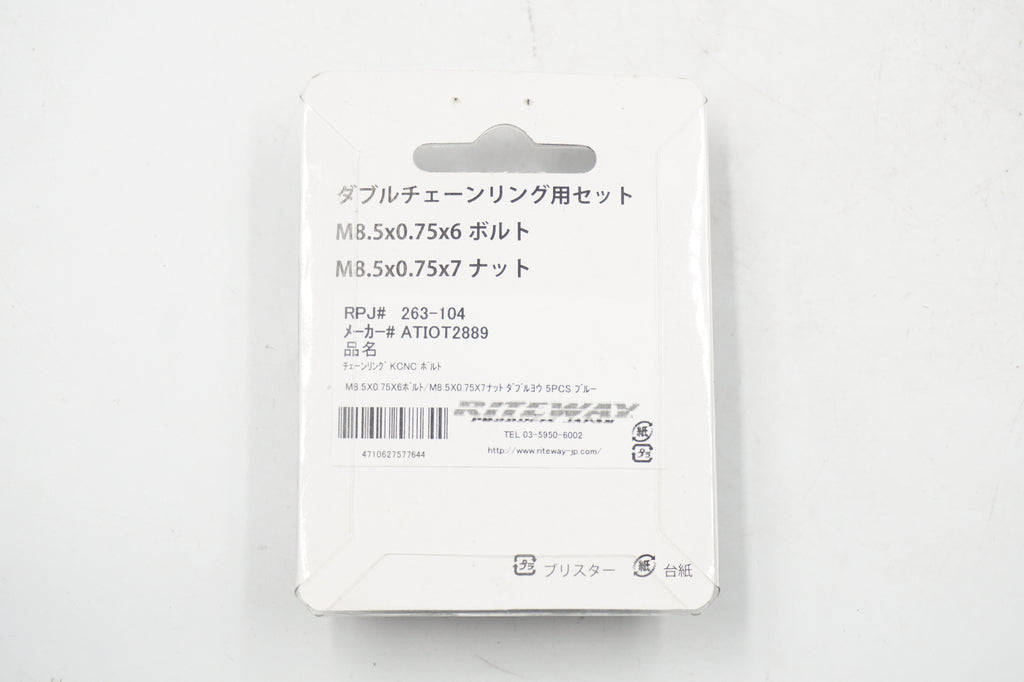 ダブルチェーンリング用セット
M8.5x0.75x6 ボルト
M8.5x0.75x7 ナット
RPJ# 263-104
ﾒｰｶｰ# ATIOT2889
品名
ﾁｪｰﾝﾘﾝｸﾞ KCNC ﾎﾞﾙﾄ
M8.5X0.75X6ﾎﾞﾙﾄ/M8.5X0.75X7ﾅｯﾄ ﾀﾞﾌﾞﾙﾖｳ 5PCS ﾌﾞﾙｰ
RITEWAY
PRODUCTS JAPAN
TEL 03-5950-6002
http://www.riteway-jp.com/
4710627577644
紙
プラ
プラ ブリスター 紙 台紙